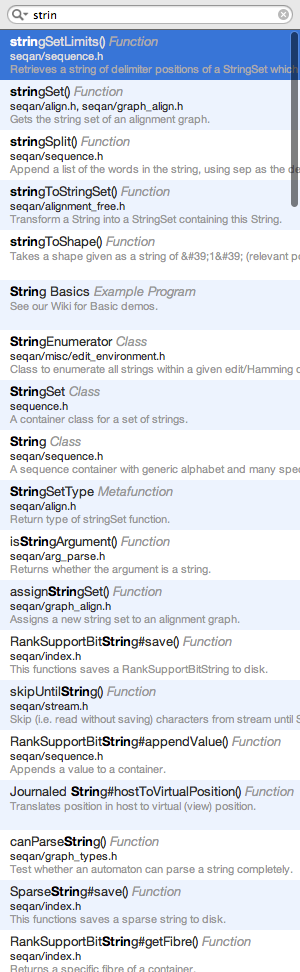 strin
stringSetLimits() Function
seqan/sequence.h
Retrieves a string of delimiter positions of a StringSet which
stringSet() Function
seqan/align.h, seqan/graph_align.h
Gets the string set of an alignment graph.
stringSplit() Function
seqan/sequence.h
Append a list of the words in the string, using sep as the de
stringToStringSet() Function
seqan/alignment_free.h
Transform a String into a StringSet containing this String.
stringToShape() Function
Takes a shape given as a string of &#39;1&#39; (relevant po
String Basics Example Program
See our Wiki for Basic demos.
StringEnumerator Class
seqan/misc/edit_environment.h
Class to enumerate all strings within a given edit/Hamming d
StringSet Class
sequence.h
A container class for a set of strings.
String Class
seqan/sequence.h
A sequence container with generic alphabet and many spec
StringSetType Metafunction
seqan/align.h
Return type of stringSet function.
isStringArgument() Function
seqan/arg_parse.h
Returns whether the argument is a string.
assignStringSet() Function
seqan/graph_align.h
Assigns a new string set to an alignment graph.
RankSupportBitString#save() Function
seqan/index.h
This functions saves a RankSupportBitString to disk.
skipUntilString() Function
seqan/stream.h
Skip (i.e. read without saving) characters from stream until S
RankSupportBitString#appendValue() Function
seqan/sequence.h
Appends a value to a container.
Journaled String#hostToVirtualPosition() Function
Translates position in host to virtual (view) position.
canParseString() Function
seqan/graph_types.h
Test whether an automaton can parse a string completely.
SparseString#save() Function
seqan/index.h
This functions saves a sparse string to disk.
RankSupportBitString#getFibre() Function
seqan/index.h
Returns a specific fibre of a container.